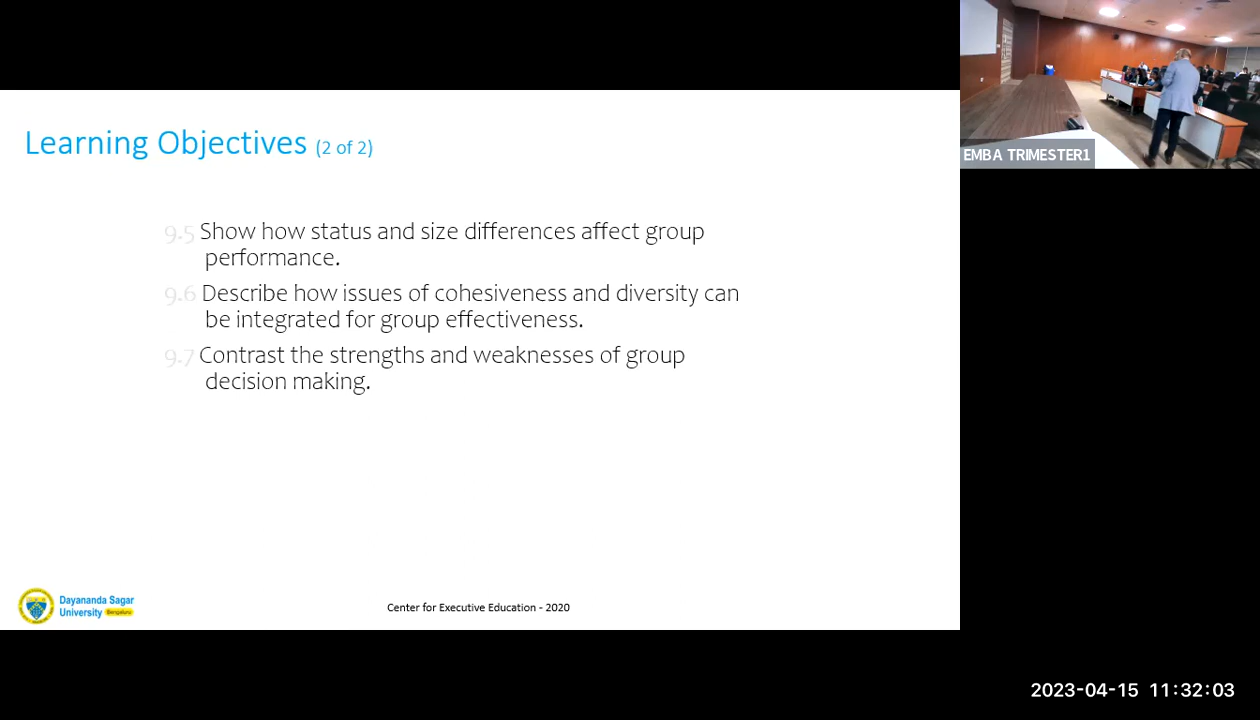 EMBA TRIMESTER1
Learning Objectives (2 of 2)
9.5 Show how status and size differences affect group
performance.
9.6 Describe how issues of cohesiveness and diversity can
be integrated for group effectiveness.
9.7 Contrast the strengths and weaknesses of group
decision making.
Dayananda Sagar
University Bengaluru
Center for Executive Education - 2020
2023-04-15 11:32:03